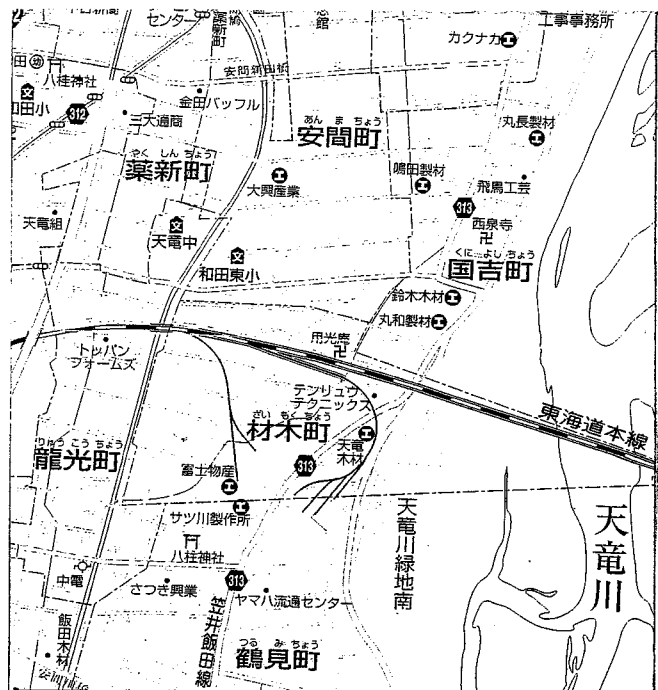 センター
薬新町
工事事務所
カクナカ
八柱神社
安間新田
和田小
312
金田バッフル
三大通商
あんまちょう
安間町
丸長製材
やくしんちょう
薬新町
大興産業
鳴田製材
飛馬工芸
313
西泉寺
天竜組
天竜中
和田東小
くによしちょう
国吉町
鈴木木材
丸和製材
用光庵
トッパン
フォームズ
テンリュウ
テクニックス
東海道本線
ざいもくちょう
材木町
天竜
木材
りゅうこうちょう
龍光町
313
富士物産
サツ川製作所
天竜川緑地南
天竜川
八柱神社
中電
さつき興業
313
ヤマハ流通センター
飯田木材
笠井飯田線
つるみちょう
鶴見町